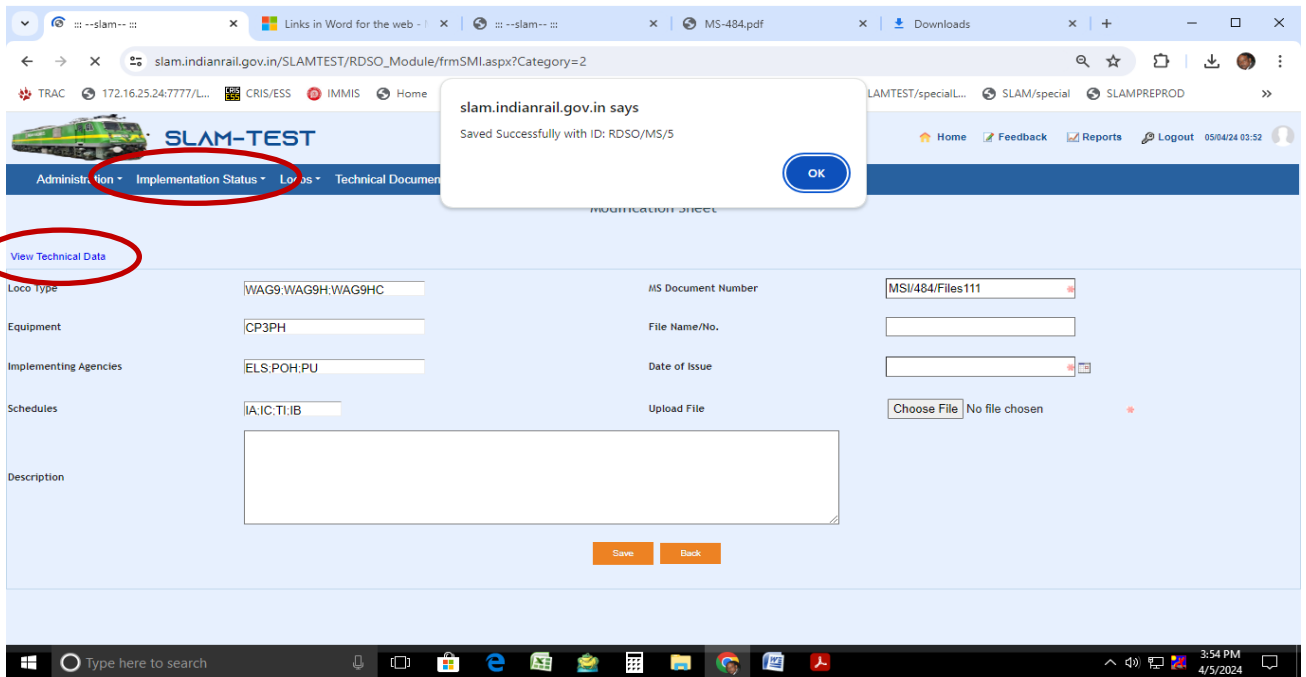 ::: --slam-- :::
Links in Word for the web -
::: --slam-- :::
MS-484.pdf
Downloads
slam.indianrail.gov.in/SLAMTEST/RDSO_Module/frmSMI.aspx?Category=2
TRAC 172.16.25.24:7777/L... CRIS/ESS IMMIS Home LAMTEST/specialL... SLAM/special SLAMPREPROD »
slam.indianrail.gov.in says
Saved Successfully with ID: RDSO/MS/5
OK
SLAM-TEST
Home Feedback Reports Logout 05/04/24 03:52
Administration Implementation Status Locos Technical Documen
Modification Sheet
View Technical Data
Loco Type WAG9;WAG9H;WAG9HC MS Document Number MSI/484/Files111
Equipment CP3PH File Name/No.
Implementing Agencies ELS;POH;PU Date of Issue
Schedules IA;IC;TI;IB Upload File Choose File No file chosen
Description
Save Back
Type here to search
3:54 PM
4/5/2024